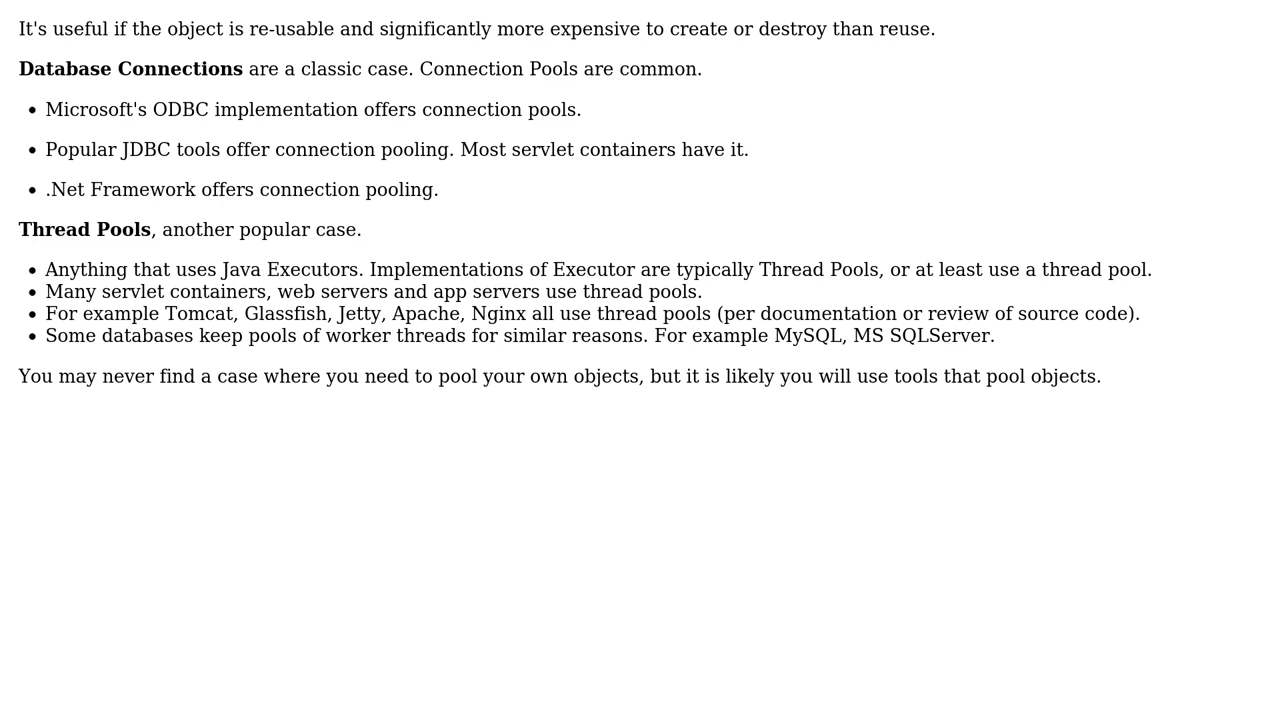 It's useful if the object is re-usable and significantly more expensive to create or destroy than reuse.
Database Connections are a classic case. Connection Pools are common.
• Microsoft's ODBC implementation offers connection pools.
• Popular JDBC tools offer connection pooling. Most servlet containers have it.
• .Net Framework offers connection pooling.
Thread Pools, another popular case.
• Anything that uses Java Executors. Implementations of Executor are typically Thread Pools, or at least use a thread pool.
• Many servlet containers, web servers and app servers use thread pools.
• For example Tomcat, Glassfish, Jetty, Apache, Nginx all use thread pools (per documentation or review of source code).
• Some databases keep pools of worker threads for similar reasons. For example MySQL, MS SQLServer.
You may never find a case where you need to pool your own objects, but it is likely you will use tools that pool objects.